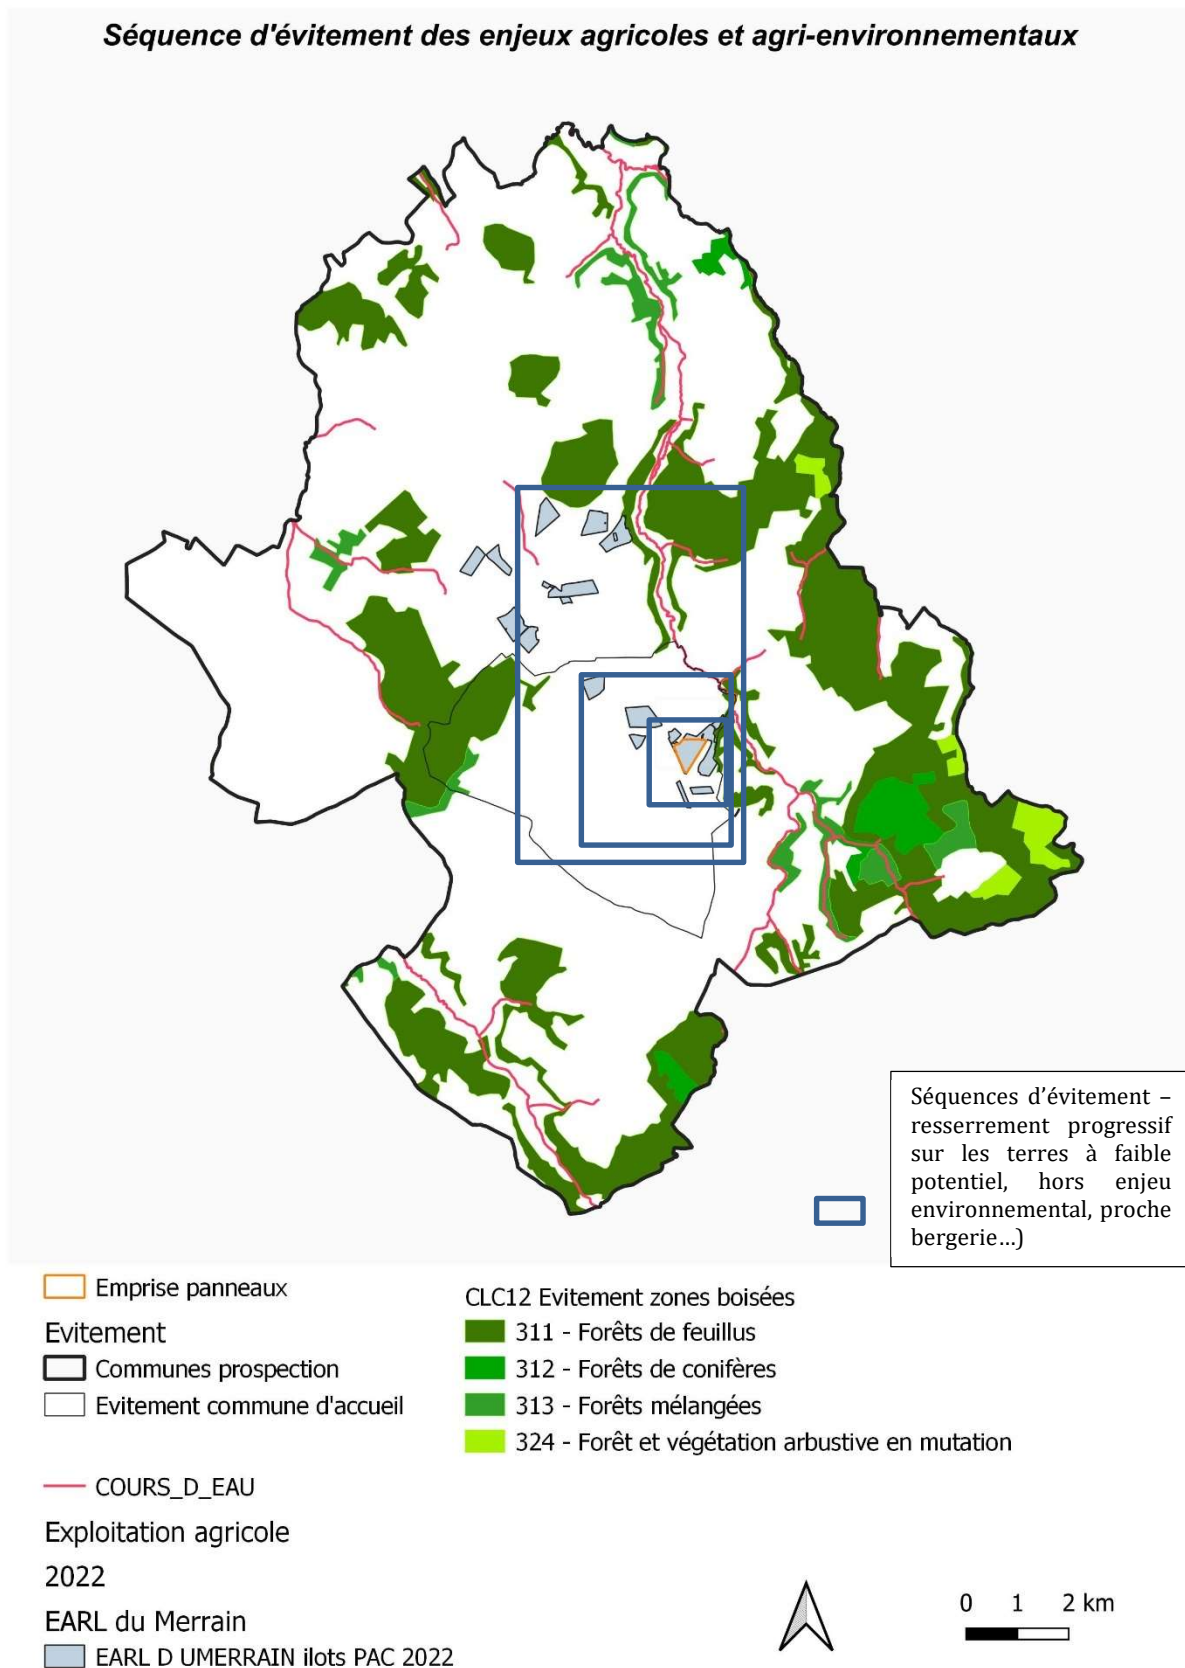 Séquence d'évitement des enjeux agricoles et agri-environnementaux
Séquences d’évitement –
resserrement progressif
sur les terres à faible
potentiel, hors enjeu
environnemental, proche
bergerie…)
Emprise panneaux
Evitement
Communes prospection
Evitement commune d'accueil
COURS_D_EAU
Exploitation agricole
2022
EARL du Merrain
EARL D UMERRAIN ilots PAC 2022
CLC12 Evitement zones boisées
311 - Forêts de feuillus
312 - Forêts de conifères
313 - Forêts mélangées
324 - Forêt et végétation arbustive en mutation
0 1 2 km